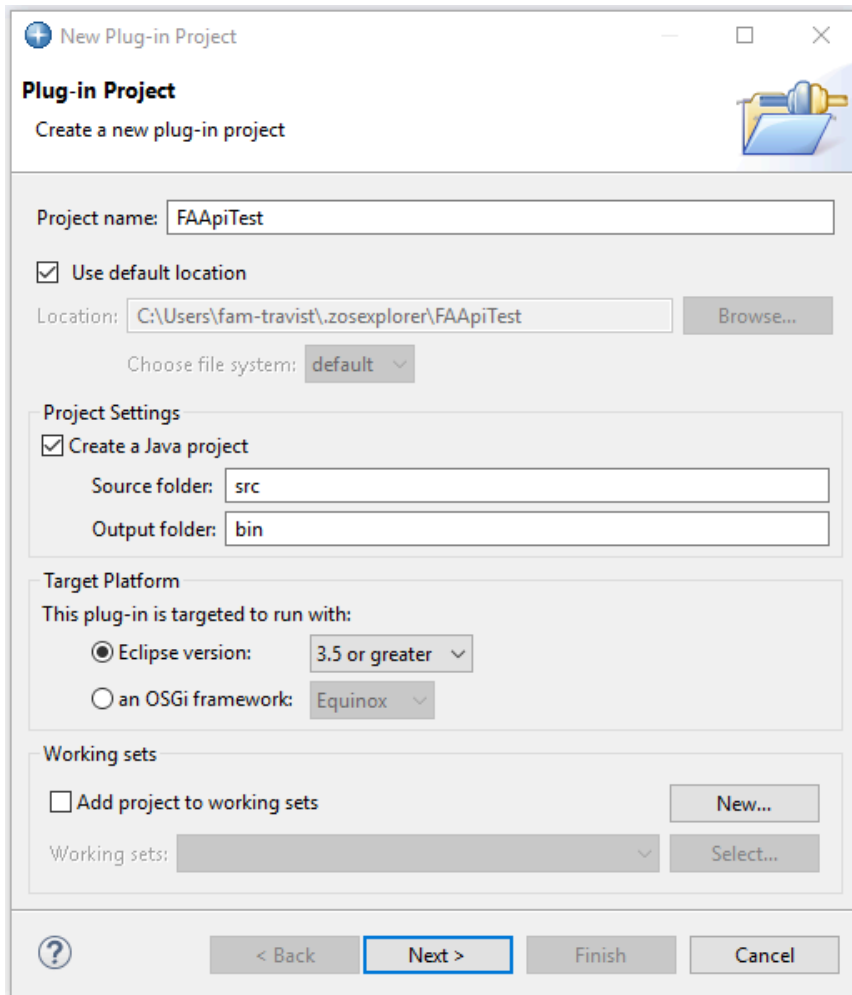 New Plug-in Project
Plug-in Project
Create a new plug-in project
Project name: FAApiTest
Use default location
Location: C:\Users\fam-travist\.zosexplorer\FAApiTest Browse...
Choose file system: default
Project Settings
Create a Java project
Source folder: src
Output folder: bin
Target Platform
This plug-in is targeted to run with:
Eclipse version: 3.5 or greater
an OSGi framework: Equinox
Working sets
Add project to working sets New...
Working sets: Select...
? < Back Next > Finish Cancel